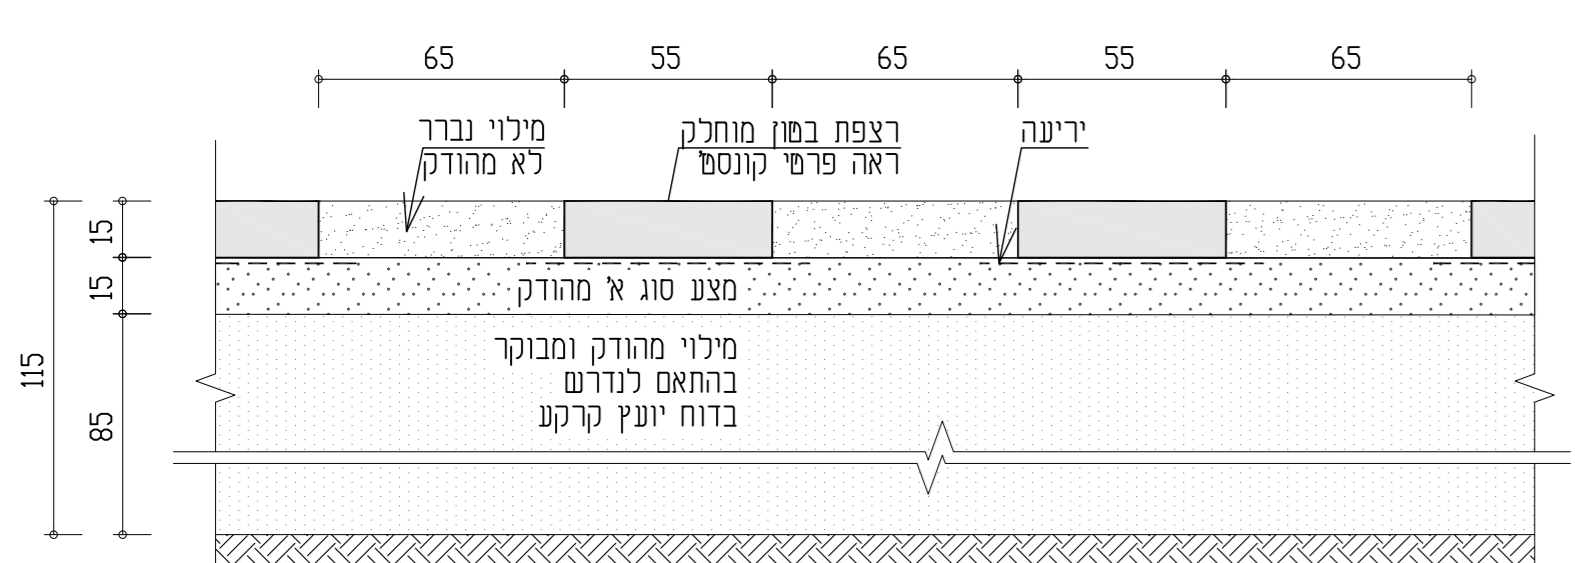 65 55 65 55 65
מילוי נברר
לא מהודק
רצפת בטון מוחלק
ראה פרטי קונסט'
יריעה
15
15
מצע סוג א' מהודק
מילוי מהודק ומבוקר
בהתאם לנדרש
בדוח יועץ קרקע
115
85